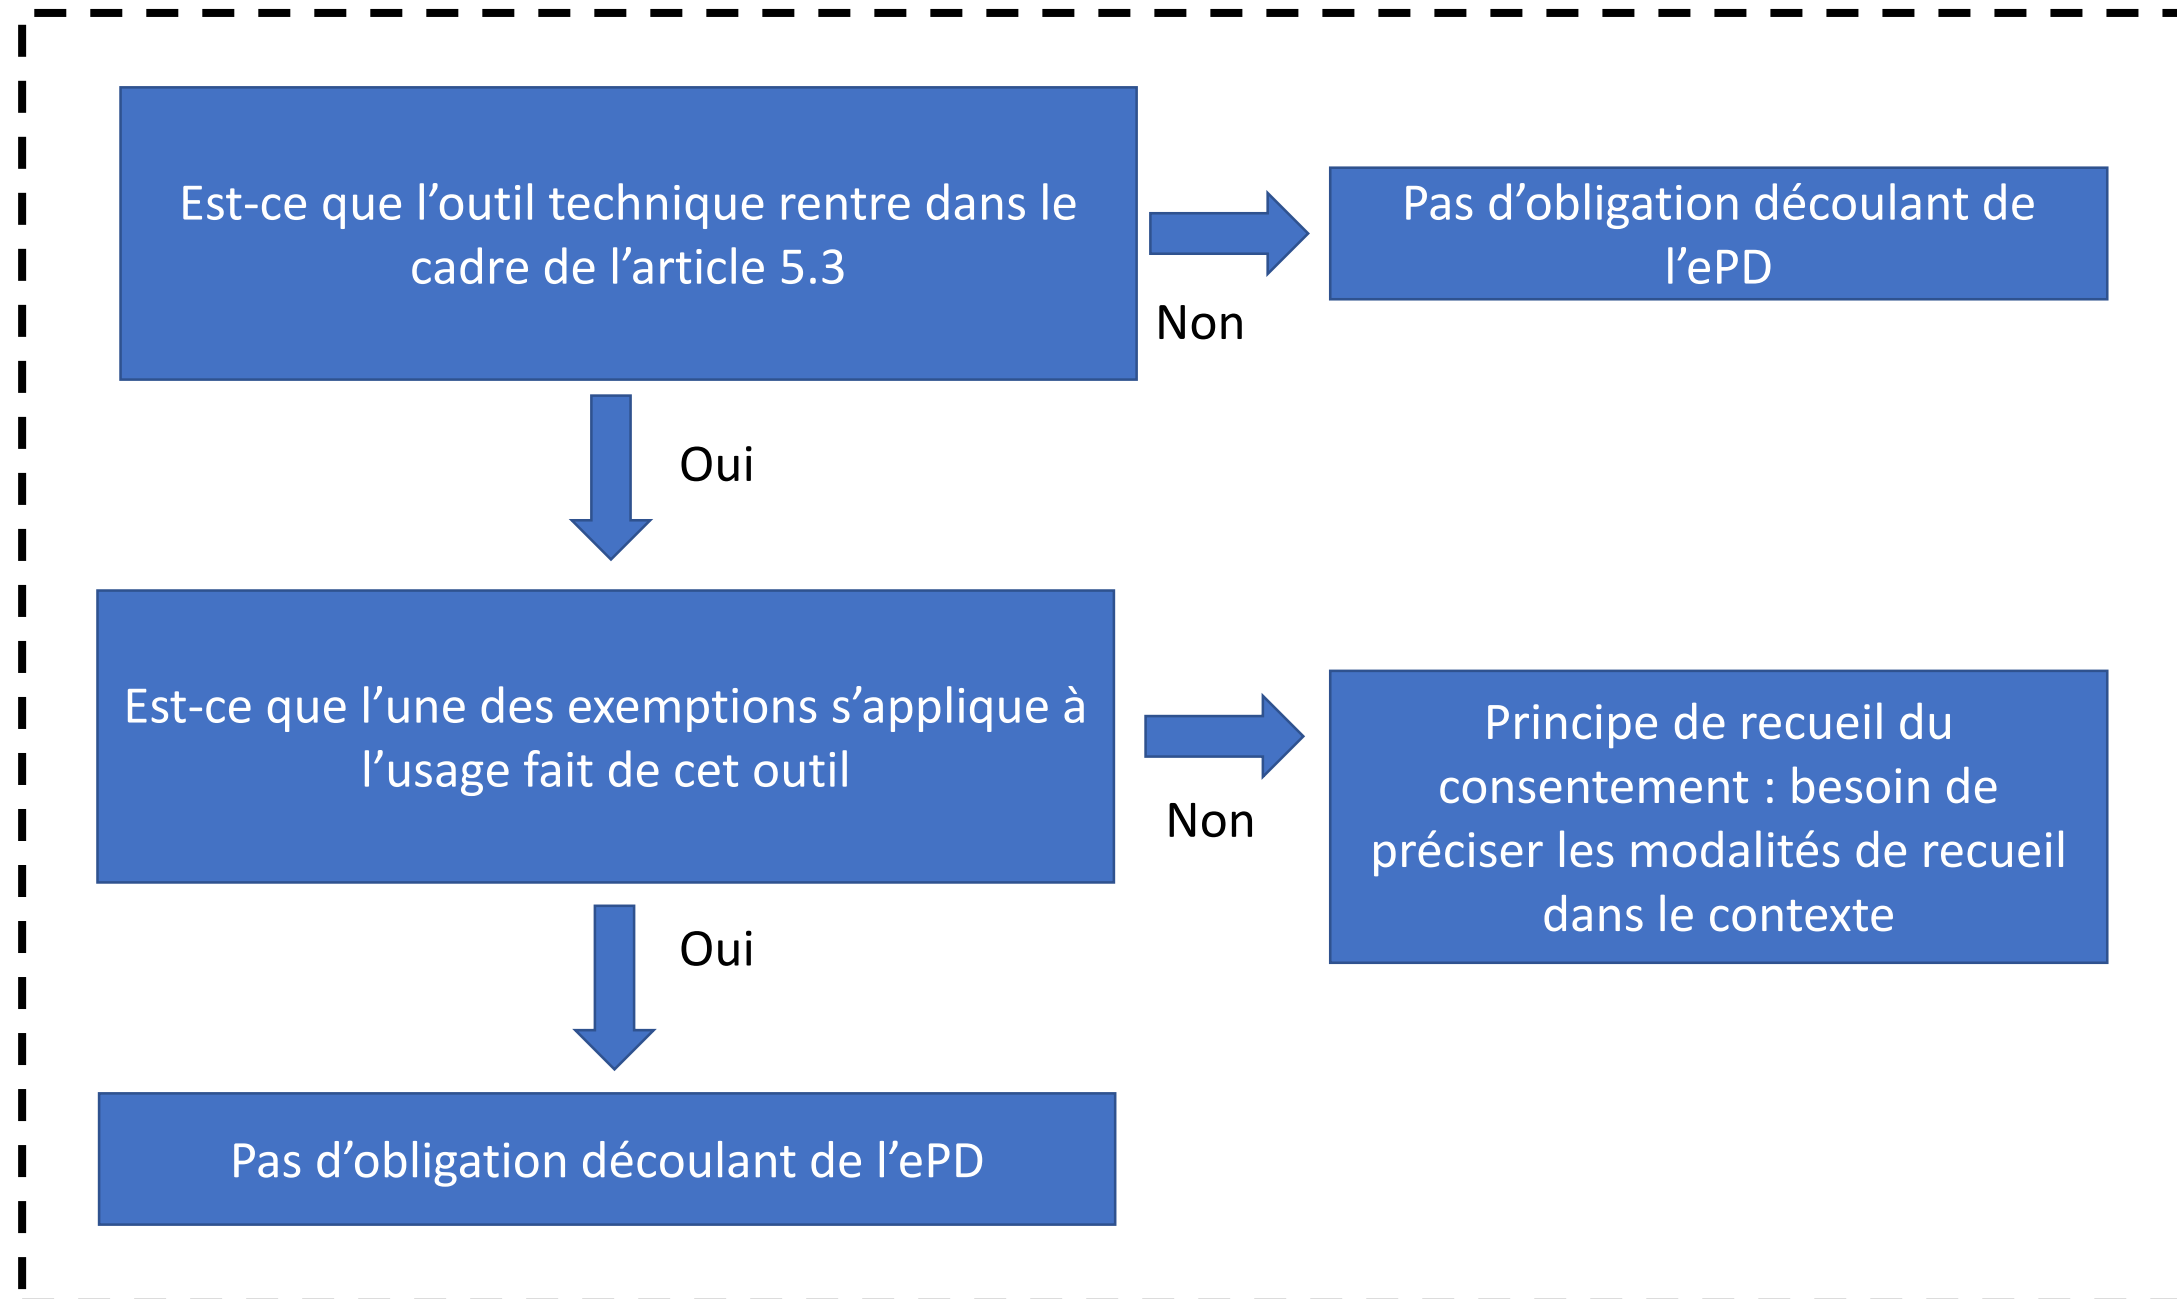 Est-ce que l’outil technique rentre dans le
cadre de l’article 5.3
Pas d’obligation découlant de
l’ePD
Non
Oui
Est-ce que l’une des exemptions s’applique à
l’usage fait de cet outil
Principe de recueil du
consentement : besoin de
préciser les modalités de recueil
dans le contexte
Non
Oui
Pas d’obligation découlant de l’ePD